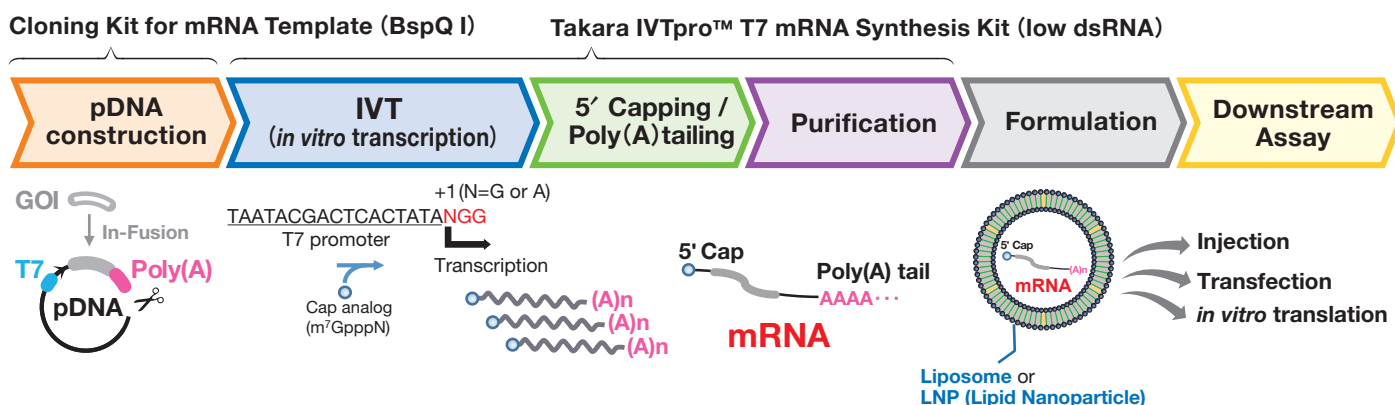 Cloning Kit for mRNA Template (BspQ I)
Takara IVTpro™ T7 mRNA Synthesis Kit (low dsRNA)
pDNA
construction
IVT
(in vitro transcription)
5′ Capping /
Poly(A)tailing
Purification
Formulation
Downstream
Assay
GOI
In-Fusion
T7
Poly(A)
pDNA
+1 (N=G or A)
TAATACGACTCACTATANGG
T7 promoter
Transcription
Cap analog
(m⁷GpppN)
(A)n
(A)n
(A)n
5' Cap
Poly(A) tail
AAAA···
mRNA
5' Cap
(A)n
mRNA
Liposome or
LNP (Lipid Nanoparticle)
Injection
Transfection
in vitro translation